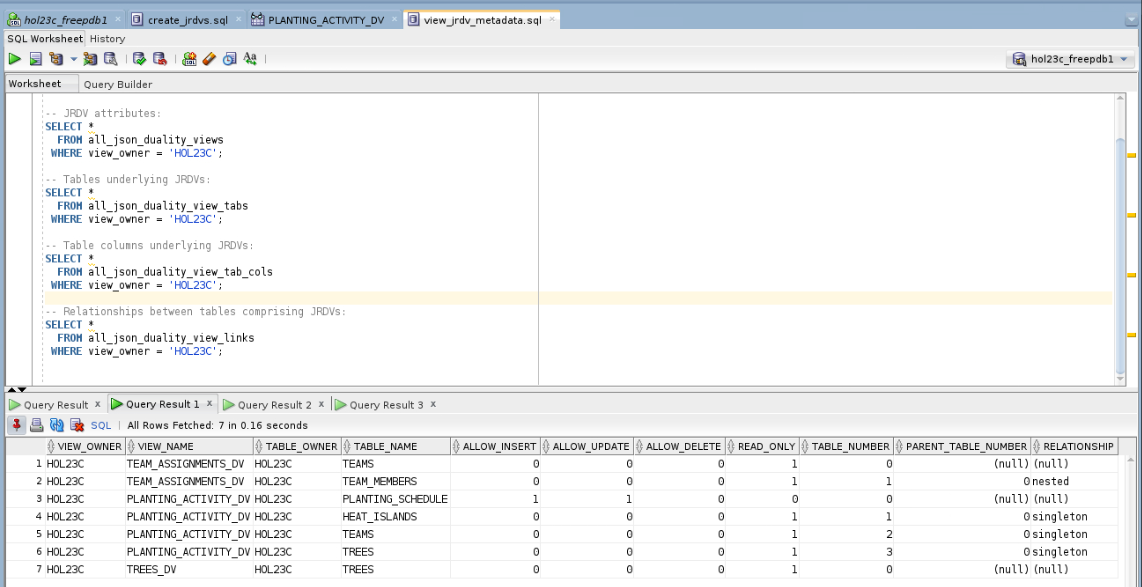 hol23c_freepdb1 × create_jrdvs.sql × PLANTING_ACTIVITY_DV × view_jrdv_metadata.sql ×
SQL Worksheet History
Aa
hol23c_freepdb1
Worksheet Query Builder
-- JRDV attributes:
SELECT *
FROM all_json_duality_views
WHERE view_owner = 'HOL23C';
-- Tables underlying JRDVs:
SELECT *
FROM all_json_duality_view_tabs
WHERE view_owner = 'HOL23C';
-- Table columns underlying JRDVs:
SELECT *
FROM all_json_duality_view_tab_cols
WHERE view_owner = 'HOL23C';
-- Relationships between tables comprising JRDVs:
SELECT *
FROM all_json_duality_view_links
WHERE view_owner = 'HOL23C';
Query Result × Query Result 1 × Query Result 2 × Query Result 3 ×
SQL | All Rows Fetched: 7 in 0.16 seconds
VIEW_OWNER VIEW_NAME TABLE_OWNER TABLE_NAME ALLOW_INSERT ALLOW_UPDATE ALLOW_DELETE READ_ONLY TABLE_NUMBER PARENT_TABLE_NUMBER RELATIONSHIP
1 HOL23C TEAM_ASSIGNMENTS_DV HOL23C TEAMS 0 0 0 1 0 (null) (null)
2 HOL23C TEAM_ASSIGNMENTS_DV HOL23C TEAM_MEMBERS 0 0 0 1 1 0 nested
3 HOL23C PLANTING_ACTIVITY_DV HOL23C PLANTING_SCHEDULE 1 1 0 0 0 (null) (null)
4 HOL23C PLANTING_ACTIVITY_DV HOL23C HEAT_ISLANDS 0 0 0 1 1 0 singleton
5 HOL23C PLANTING_ACTIVITY_DV HOL23C TEAMS 0 0 0 1 2 0 singleton
6 HOL23C PLANTING_ACTIVITY_DV HOL23C TREES 0 0 0 1 3 0 singleton
7 HOL23C TREES_DV HOL23C TREES 0 0 0 1 0 (null) (null)